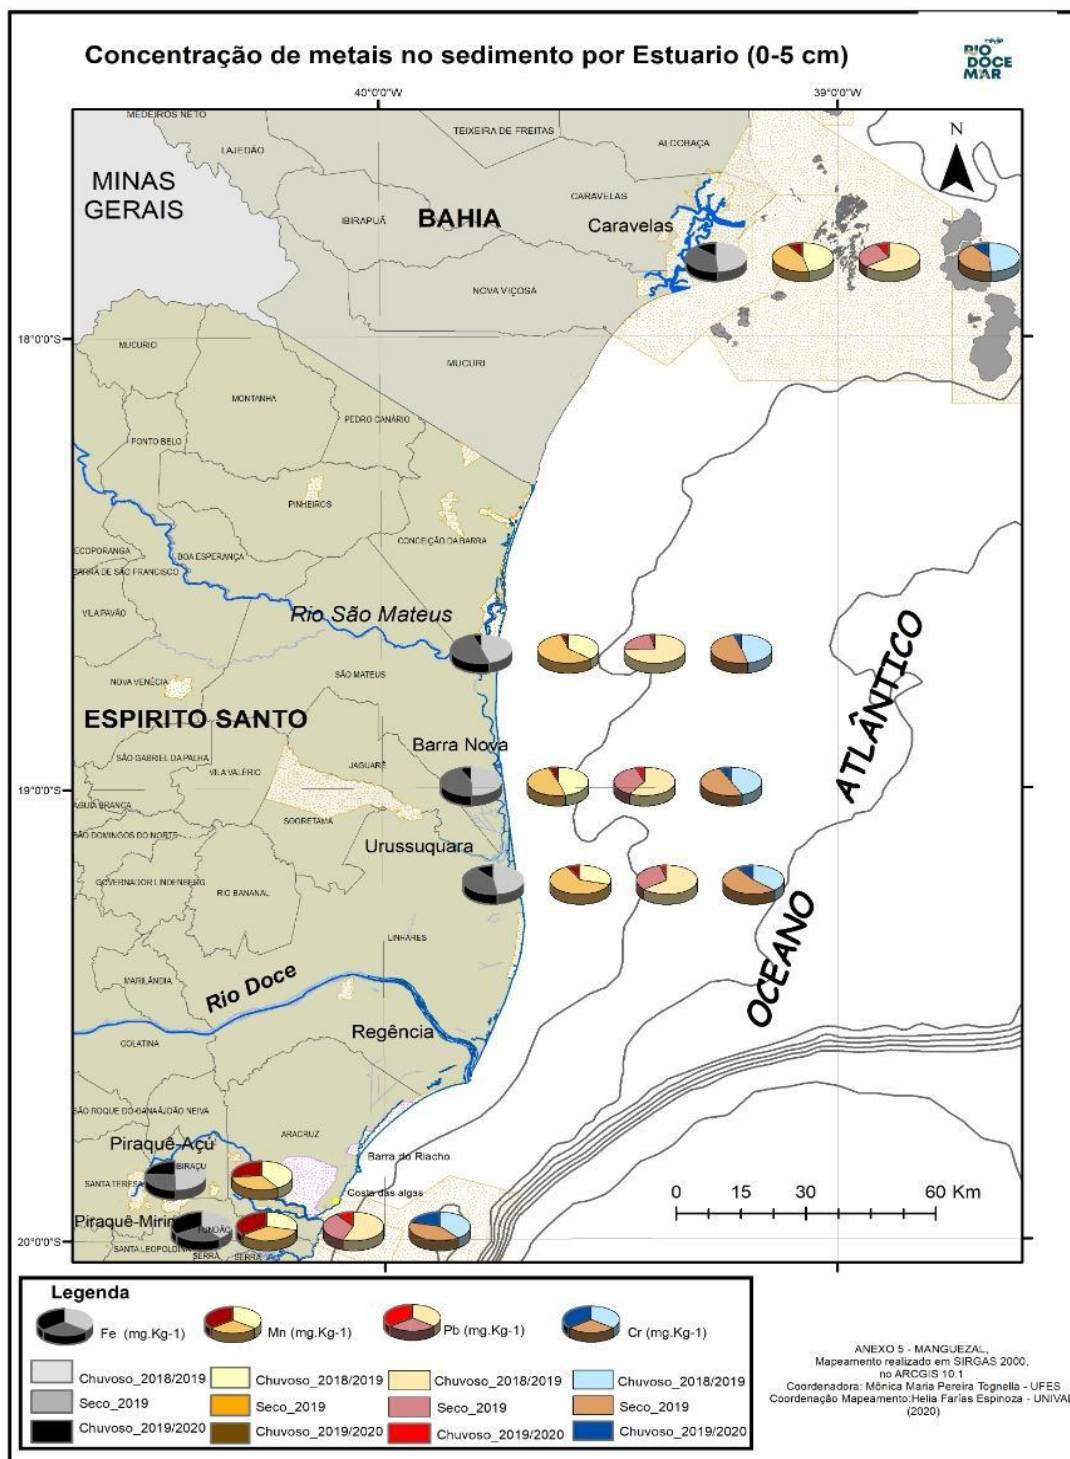 Concentração de metais no sedimento por Estuario (0-5 cm)
RIO
DOCE
MAR
40°0'0"W
39°0'0"W
MEDEIROS NETO
TEIXEIRA DE FREITAS
LAJEDÃO
ALCOBAÇA
N
MINAS
GERAIS
CARAVELAS
IBIRAPUÃ
BAHIA
Caravelas
NOVA VIÇOSA
18°0'0"S
MUCURICI
MUCURI
MONTANHA
PEDRO CANÁRIO
PONTO BELO
PINHEIROS
CONCEIÇÃO DA BARRA
ECOPORANGA
BOA ESPERANÇA
BARRA DE SÃO FRANCISCO
VILA PAVÃO
Rio São Mateus
SÃO MATEUS
NOVA VENÉCIA
ESPIRITO SANTO
Barra Nova
SÃO GABRIEL DA PALHA
JAGUARÉ
VILA VALÉRIO
19°0'0"S
ÁGUIA BRANCA
SOORETAMA
SÃO DOMINGOS DO NORTE
Urussuquara
GOVERNADOR LINDENBERG
RIO BANANAL
OCEANO ATLÂNTICO
LINHARES
MARILÂNDIA
Rio Doce
Regência
COLATINA
SÃO ROQUE DO CANAÃ
JOÃO NEIVA
ARACRUZ
Piraquê-Açú
Barra do Riacho
IBIRAÇU
SANTA TERESA
Costa das algas
0 15 30 60 Km
Piraquê-Mirim
FUNDÃO
20°0'0"S
SANTA LEOPOLDINA
SERRA
SERRA
Legenda
Fe (mg.Kg-1)
Mn (mg.Kg-1)
Pb (mg.Kg-1)
Cr (mg.Kg-1)
Chuvoso_2018/2019
Chuvoso_2018/2019
Chuvoso_2018/2019
Chuvoso_2018/2019
Seco_2019
Seco_2019
Seco_2019
Seco_2019
Chuvoso_2019/2020
Chuvoso_2019/2020
Chuvoso_2019/2020
Chuvoso_2019/2020
ANEXO 5 - MANGUEZAL,
Mapeamento realizado em SIRGAS 2000,
no ARCGIS 10.1
Coordenadora: Mônica Maria Pereira Tognella - UFES
Coordenação Mapeamento:Helia Farías Espinoza - UNIVALI
(2020)